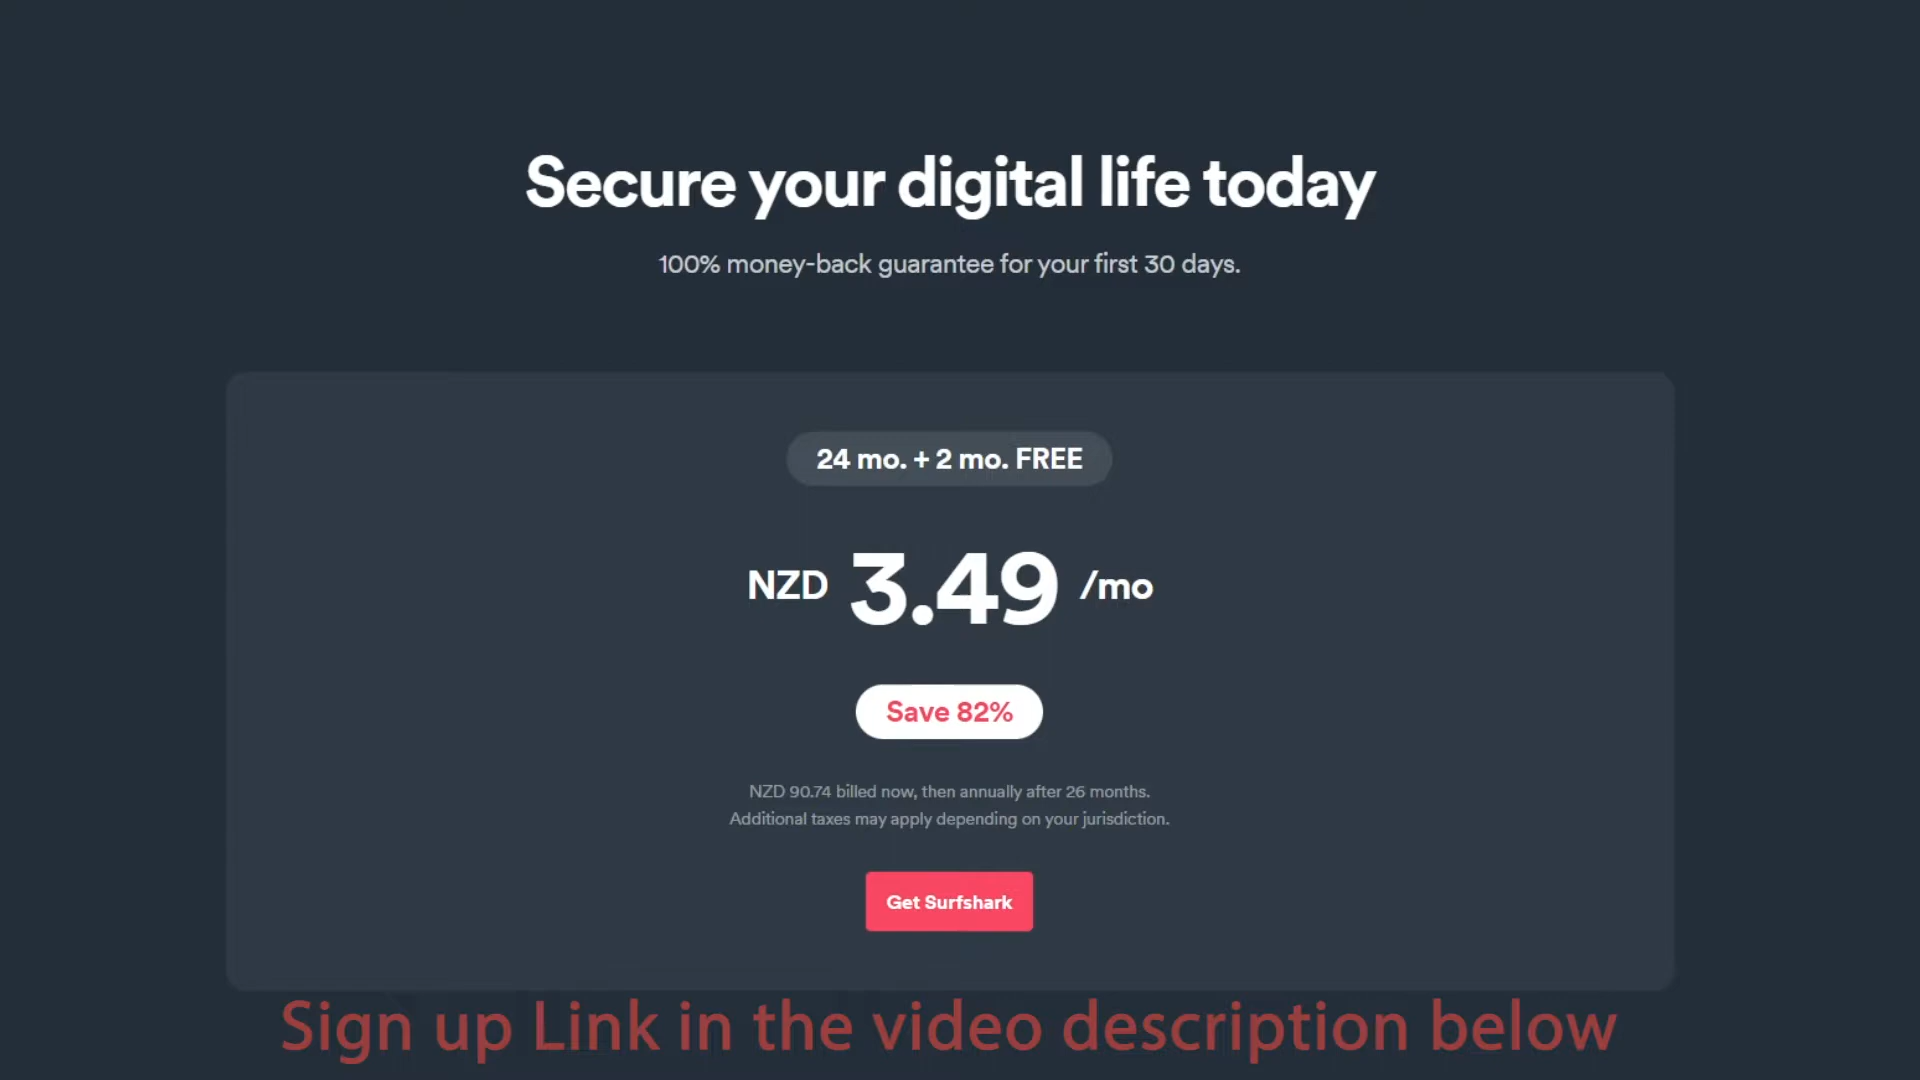 Secure your digital life today
100% money-back guarantee for your first 30 days.
24 mo. + 2 mo. FREE
NZD 3.49 /mo
Save 82%
NZD 90.74 billed now, then annually after 26 months.
Additional taxes may apply depending on your jurisdiction.
Get Surfshark
Sign up Link in the video description below